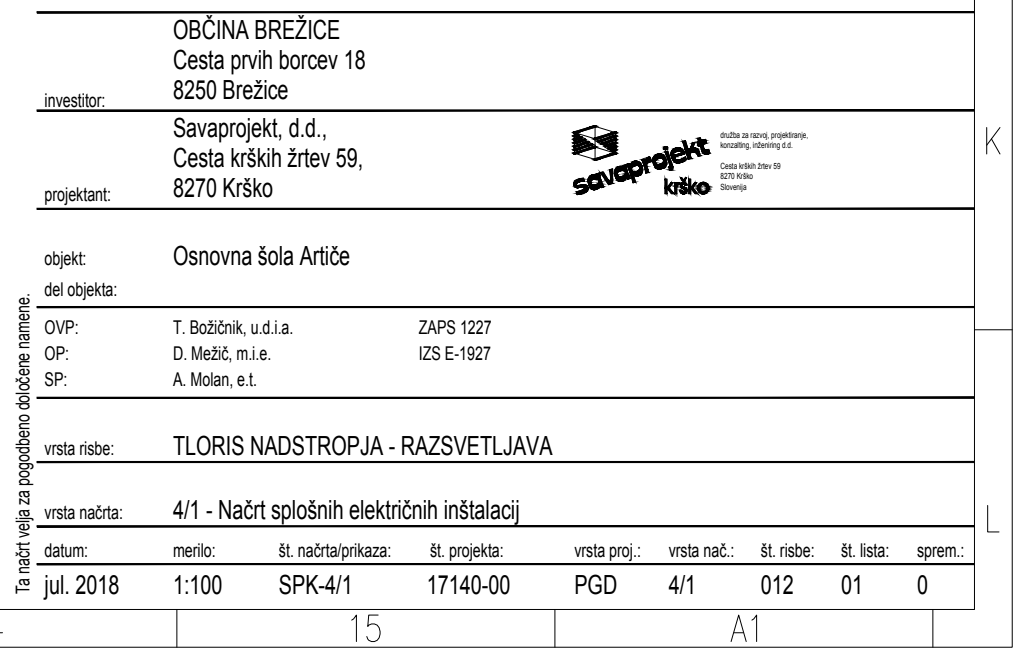 OBČINA BREŽICE
Cesta prvih borcev 18
investitor: 8250 Brežice
Savaprojekt, d.d.,
Cesta krških žrtev 59,
projektant: 8270 Krško
savaprojekt
krško
družba za razvoj, projektiranje,
konzalting, inženiring d.d.
Cesta krških žrtev 59
8270 Krško
Slovenija
K
objekt: Osnovna šola Artiče
del objekta:
OVP: T. Božičnik, u.d.i.a. ZAPS 1227
OP: D. Mežič, m.i.e. IZS E-1927
SP: A. Molan, e.t.
vrsta risbe: TLORIS NADSTROPJA - RAZSVETLJAVA
vrsta načrta: 4/1 - Načrt splošnih električnih inštalacij
L
datum: merilo: št. načrta/prikaza: št. projekta: vrsta proj.: vrsta nač.: št. risbe: št. lista: sprem.:
jul. 2018 1:100 SPK-4/1 17140-00 PGD 4/1 012 01 0
Ta načrt velja za pogodbeno določene namene.
15 A1